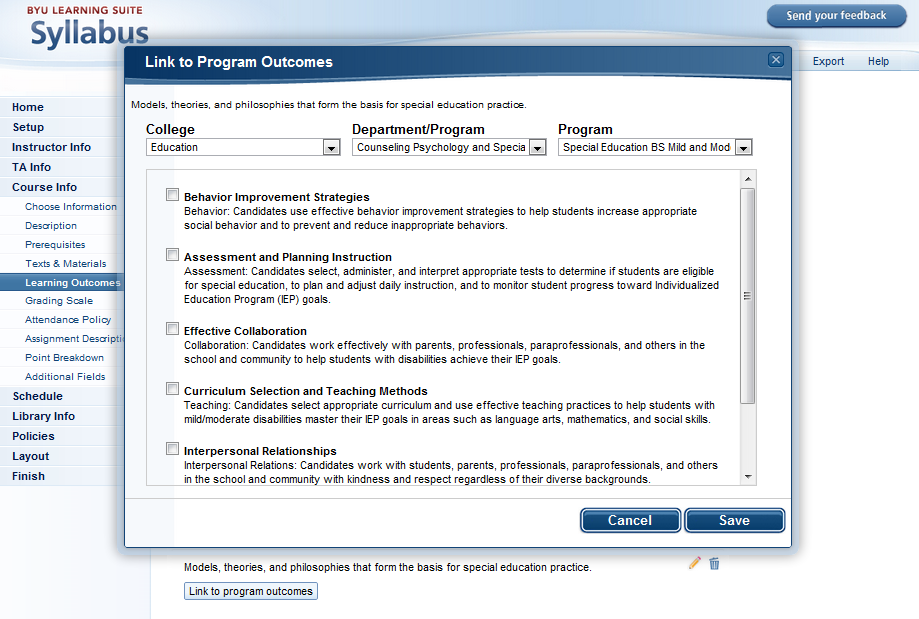 BYU LEARNING SUITE
Syllabus
Send your feedback
Export
Help
Home
Setup
Instructor Info
TA Info
Course Info
Choose Information
Description
Prerequisites
Texts & Materials
Learning Outcomes
Grading Scale
Attendance Policy
Assignment Descripti
Point Breakdown
Additional Fields
Schedule
Library Info
Policies
Layout
Finish
Link to Program Outcomes
Models, theories, and philosophies that form the basis for special education practice.
College
Department/Program
Program
Education
Counseling Psychology and Specia
Special Education BS Mild and Mod
Behavior Improvement Strategies
Behavior: Candidates use effective behavior improvement strategies to help students increase appropriate
social behavior and to prevent and reduce inappropriate behaviors.
Assessment and Planning Instruction
Assessment: Candidates select, administer, and interpret appropriate tests to determine if students are eligible
for special education, to plan and adjust daily instruction, and to monitor student progress toward Individualized
Education Program (IEP) goals.
Effective Collaboration
Collaboration: Candidates work effectively with parents, professionals, paraprofessionals, and others in the
school and community to help students with disabilities achieve their IEP goals.
Curriculum Selection and Teaching Methods
Teaching: Candidates select appropriate curriculum and use effective teaching practices to help students with
mild/moderate disabilities master their IEP goals in areas such as language arts, mathematics, and social skills.
Interpersonal Relationships
Interpersonal Relations: Candidates work with students, parents, professionals, paraprofessionals, and others
in the school and community with kindness and respect regardless of their diverse backgrounds.
Cancel
Save
Models, theories, and philosophies that form the basis for special education practice.
Link to program outcomes